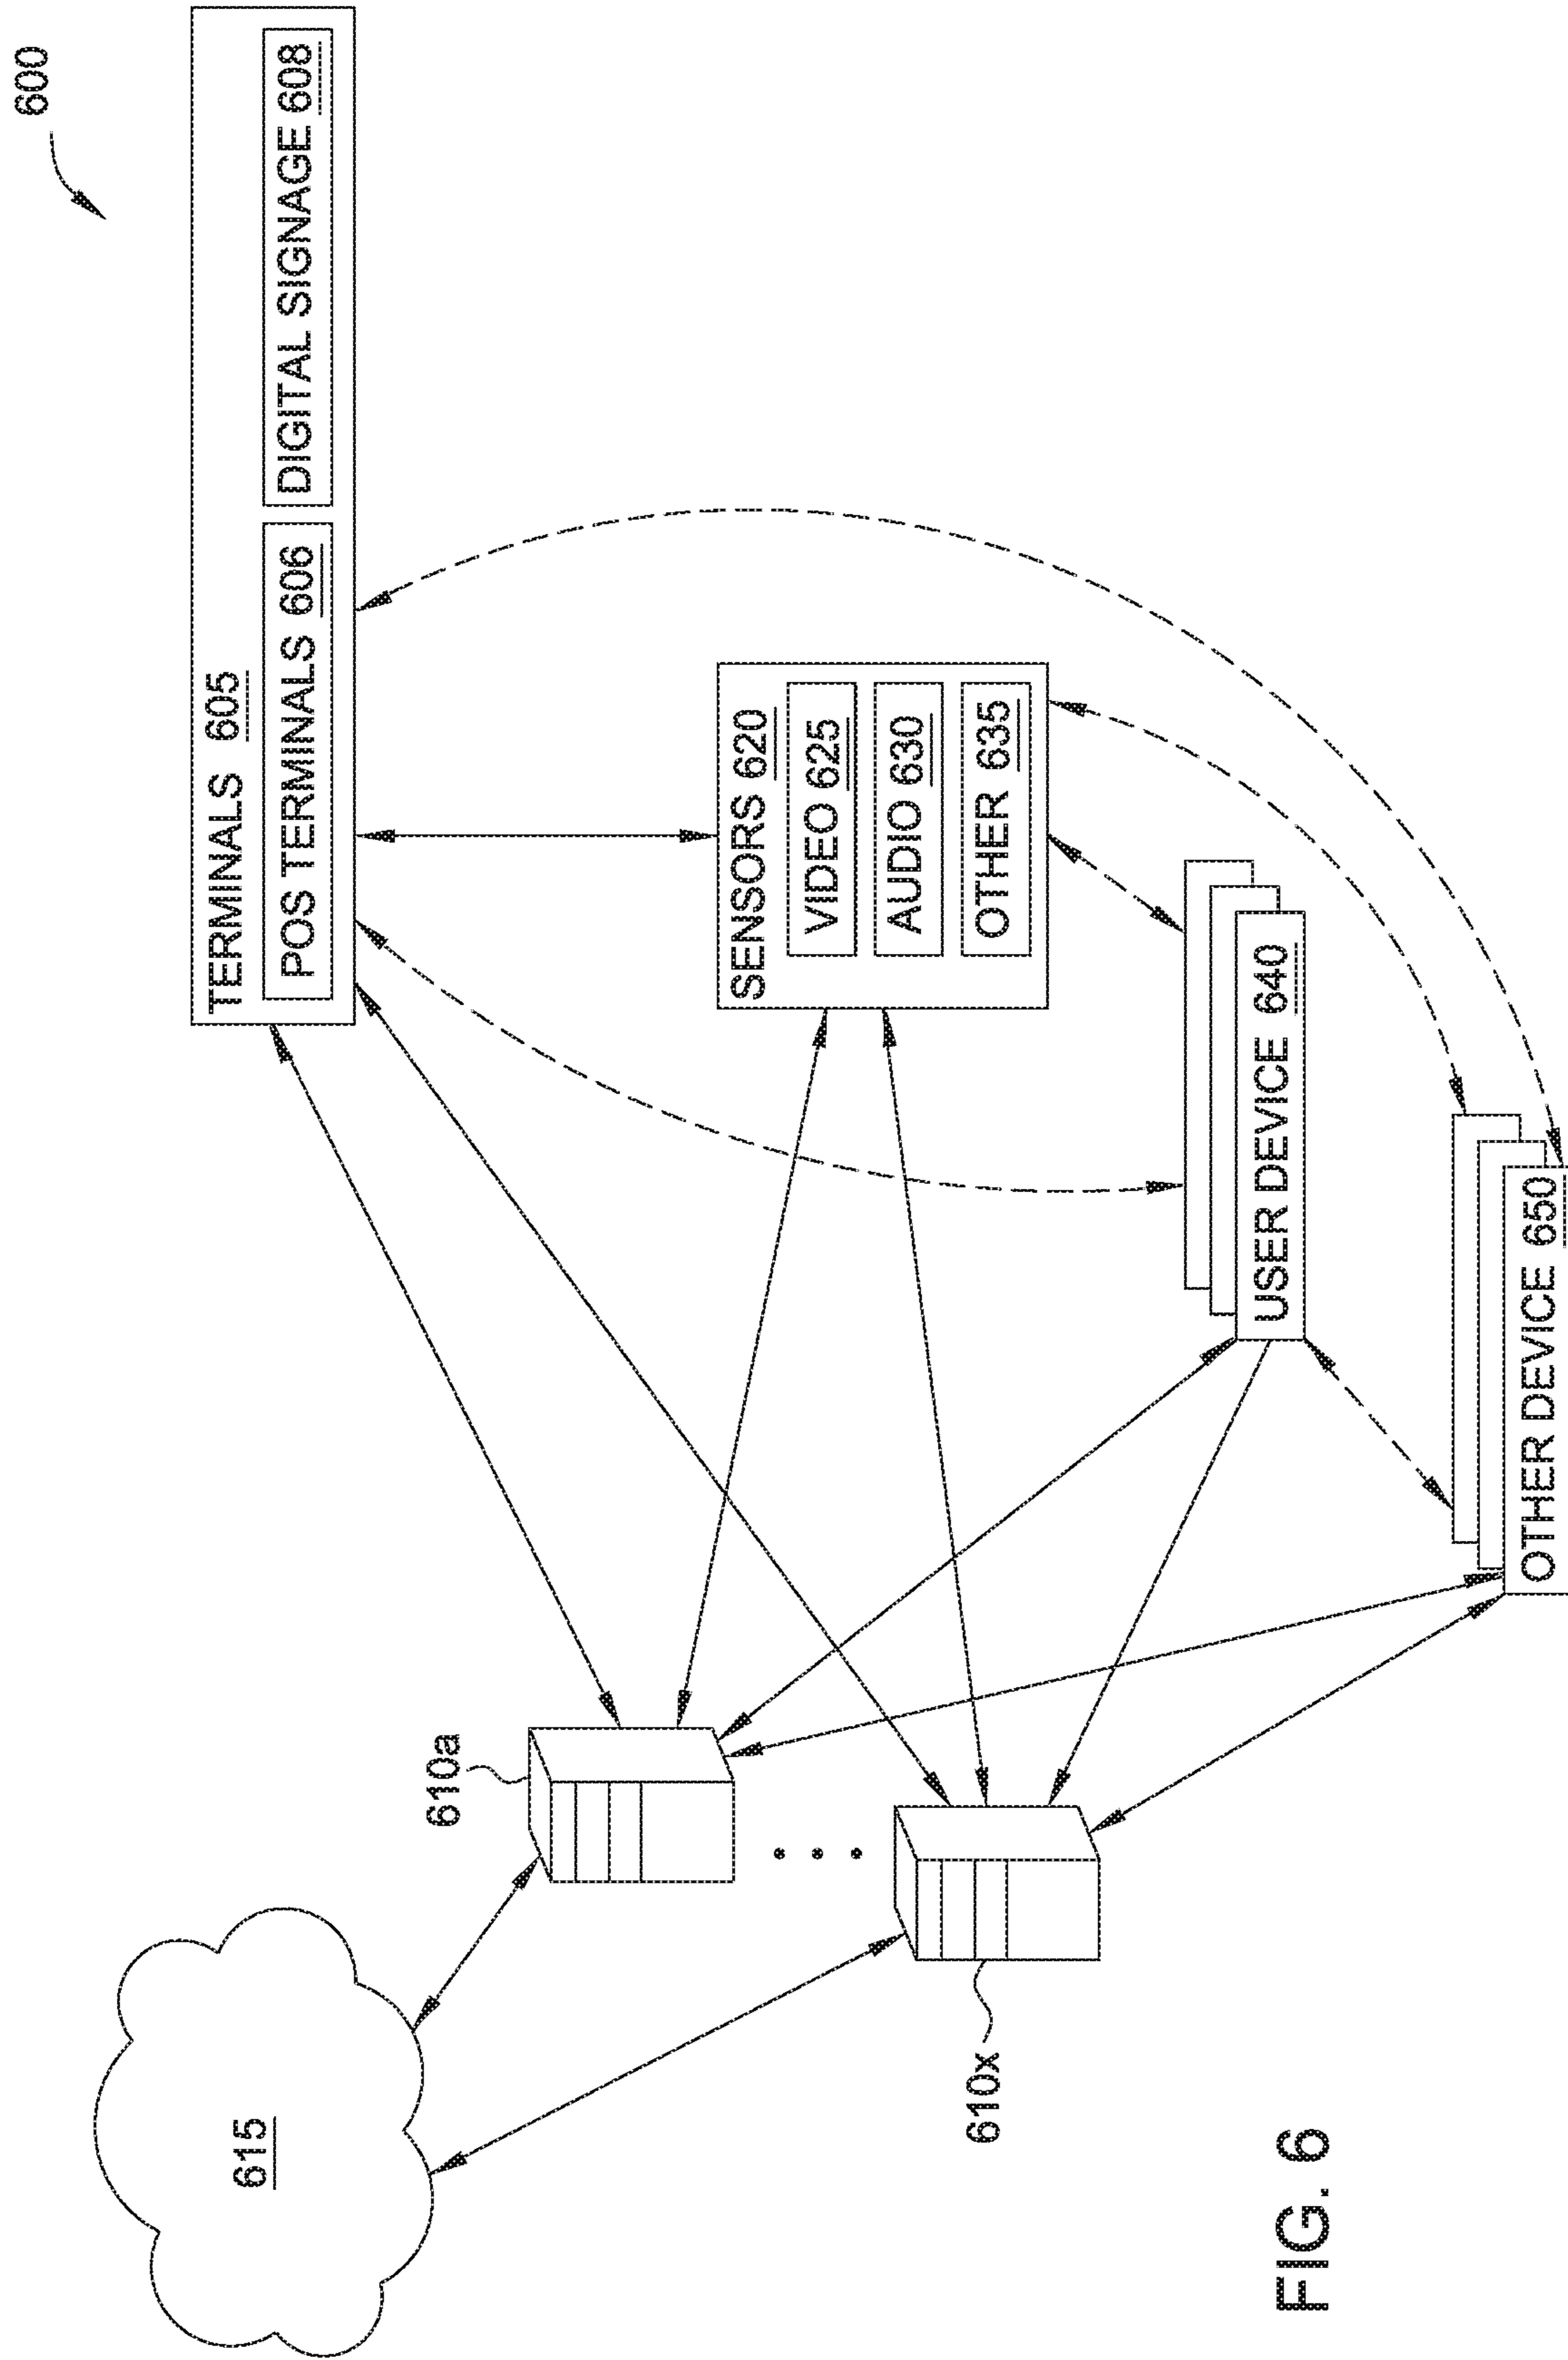 600
TERMINALS 605
POS TERMINALS 606
DIGITAL SIGNAGE 608
615
610a
610x
SENSORS 620
VIDEO 625
AUDIO 630
OTHER 635
USER DEVICE 640
OTHER DEVICE 650
FIG. 6